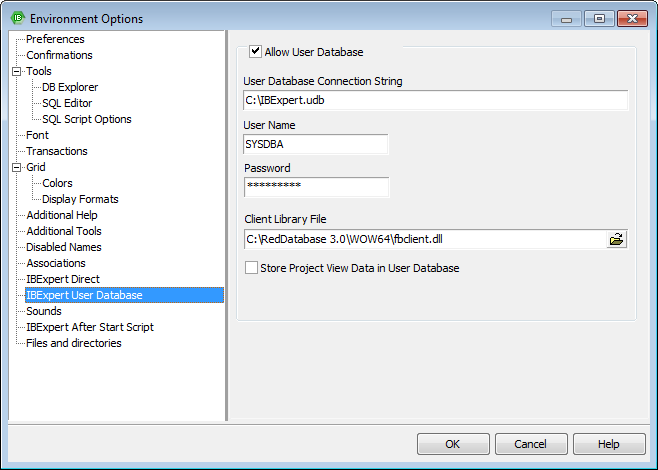 Environment Options
Preferences
Confirmations
Tools
DB Explorer
SQL Editor
SQL Script Options
Font
Transactions
Grid
Colors
Display Formats
Additional Help
Additional Tools
Disabled Names
Associations
IBExpert Direct
IBExpert User Database
Sounds
IBExpert After Start Script
Files and directories
Allow User Database
User Database Connection String
C:\IBExpert.udb
User Name
SYSDBA
Password
*********
Client Library File
C:\RedDatabase 3.0\WOW64\fbclient.dll
Store Project View Data in User Database
OK
Cancel
Help